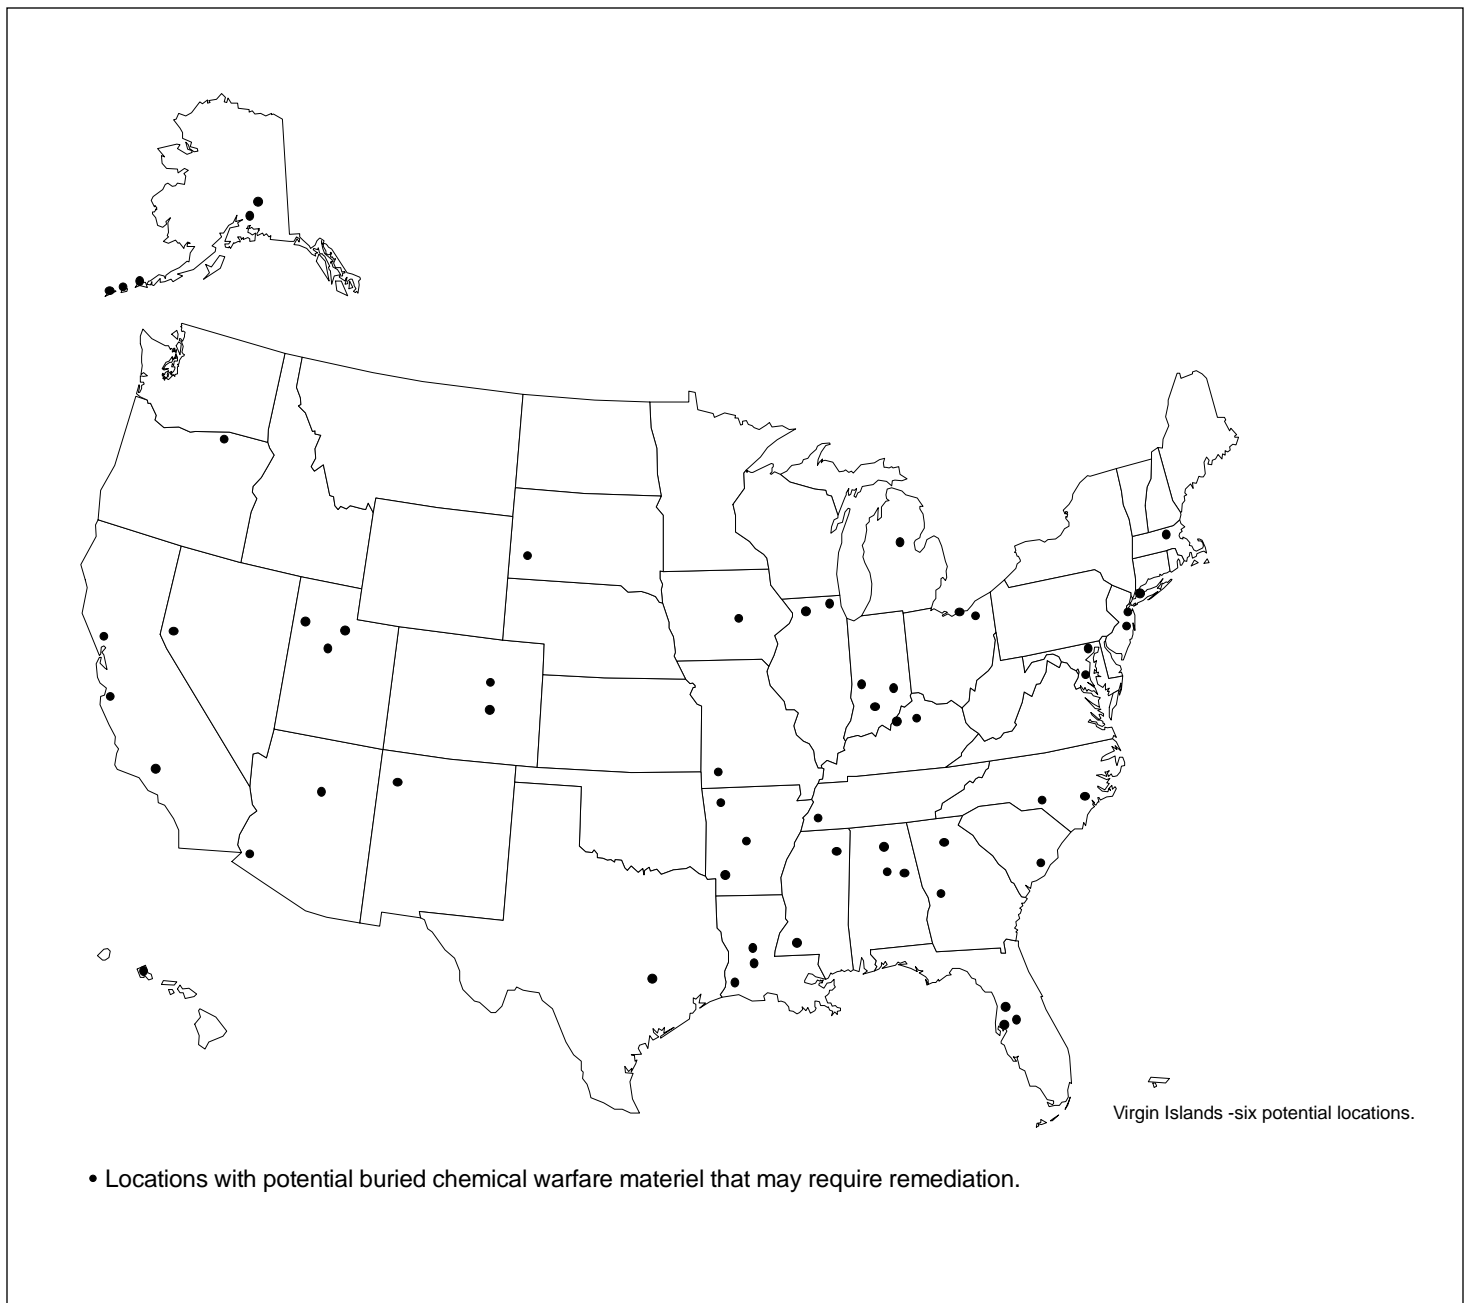 Virgin Islands -six potential locations.
• Locations with potential buried chemical warfare materiel that may require remediation.